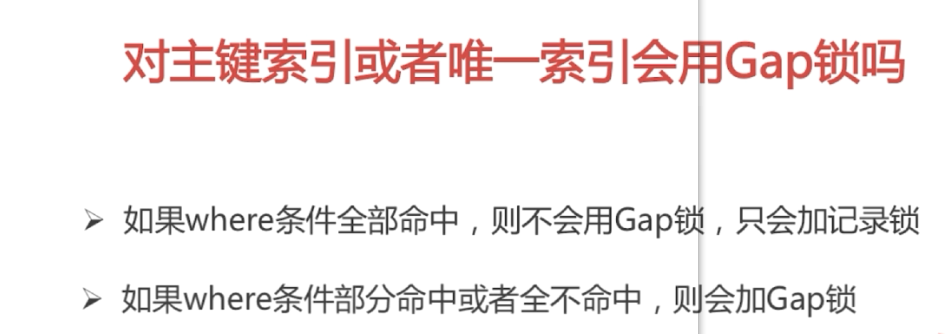 对主键索引或者唯一索引会用Gap锁吗
如果where条件全部命中，则不会用Gap锁，只会加记录锁
如果where条件部分命中或者全不命中，则会加Gap锁